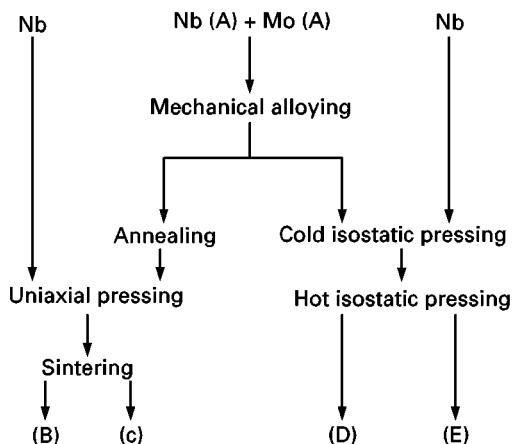 Nb Nb (A) + Mo (A) Nb
Mechanical alloying
Annealing Cold isostatic pressing
Uniaxial pressing Hot isostatic pressing
Sintering
(B) (c) (D) (E)